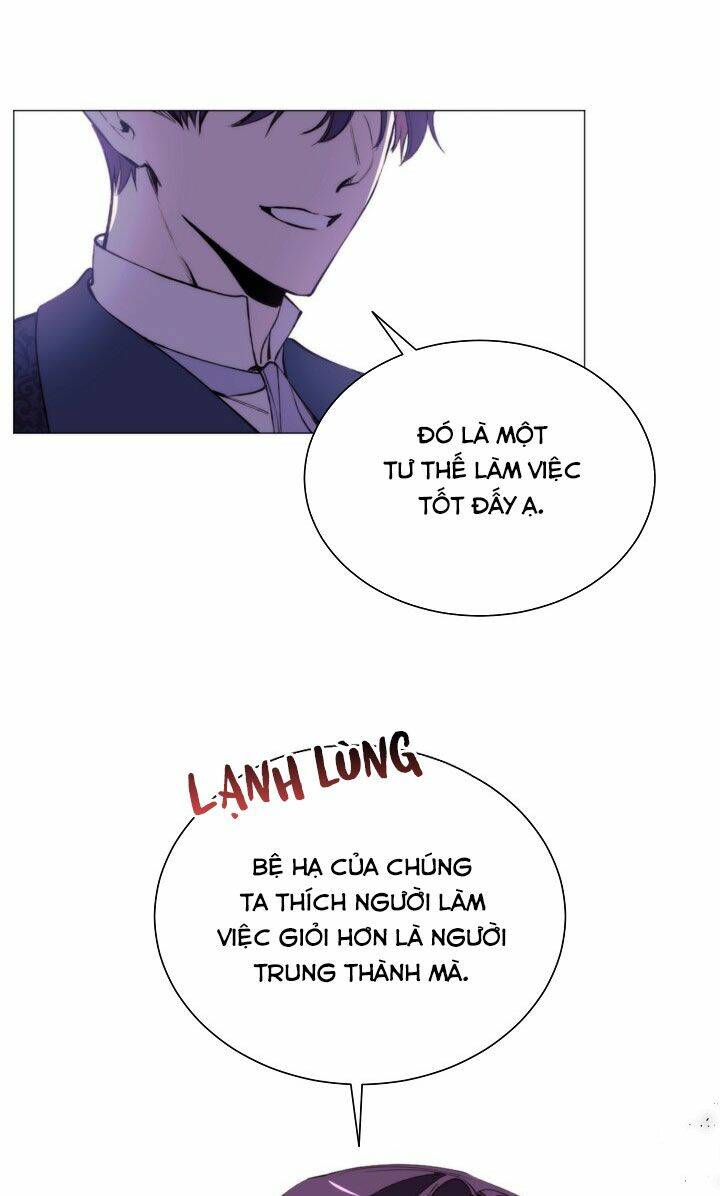 ĐÓ LÀ MỘT
TƯ THẾ LÀM VIỆC
TỐT ĐẤY Ạ.
LẠNH LÙNG
BỆ HẠ CỦA CHÚNG
TA THÍCH NGƯỜI LÀM
VIỆC GIỎI HƠN LÀ NGƯỜI
TRUNG THÀNH MÀ.